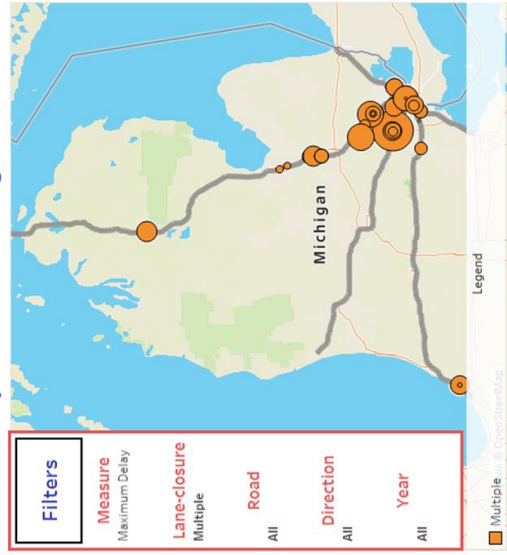 Filters
Measure
Maximum Delay
Lane-closure
Multiple
Road
All
Direction
All
Year
All
Michigan
Legend
Multiple
© OpenStreetMap